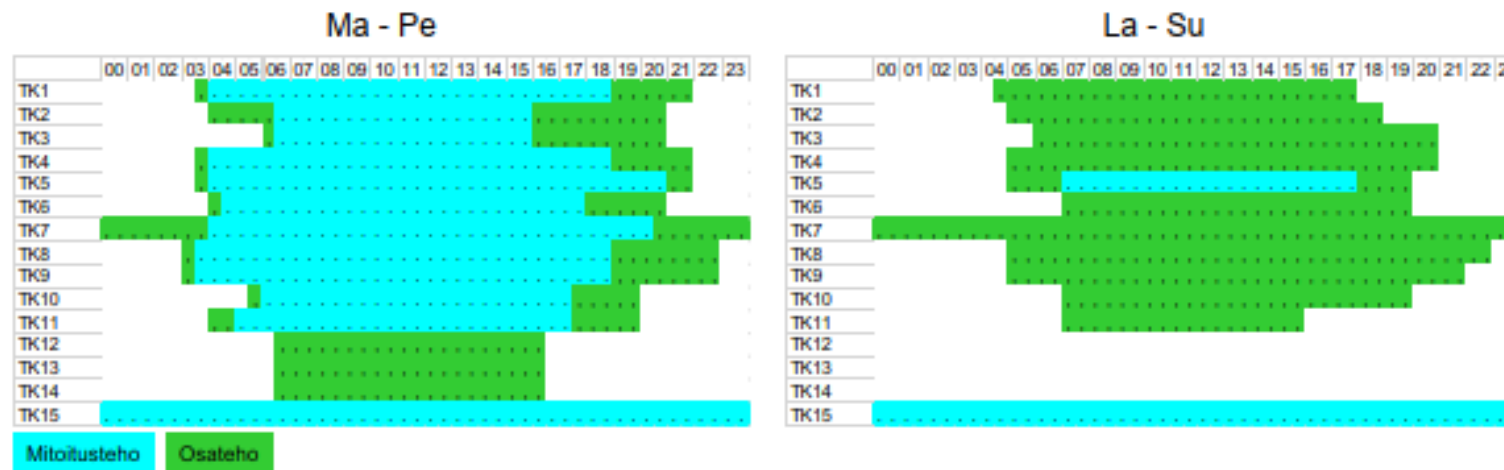 Ma - Pe
00 01 02 03 04 05 06 07 08 09 10 11 12 13 14 15 16 17 18 19 20 21 22 23
TK1
TK2
TK3
TK4
TK5
TK6
TK7
TK8
TK9
TK10
TK11
TK12
TK13
TK14
TK15
Mitoitusteho
Osateho
La - Su
00 01 02 03 04 05 06 07 08 09 10 11 12 13 14 15 16 17 18 19 20 21 22
TK1
TK2
TK3
TK4
TK5
TK6
TK7
TK8
TK9
TK10
TK11
TK12
TK13
TK14
TK15